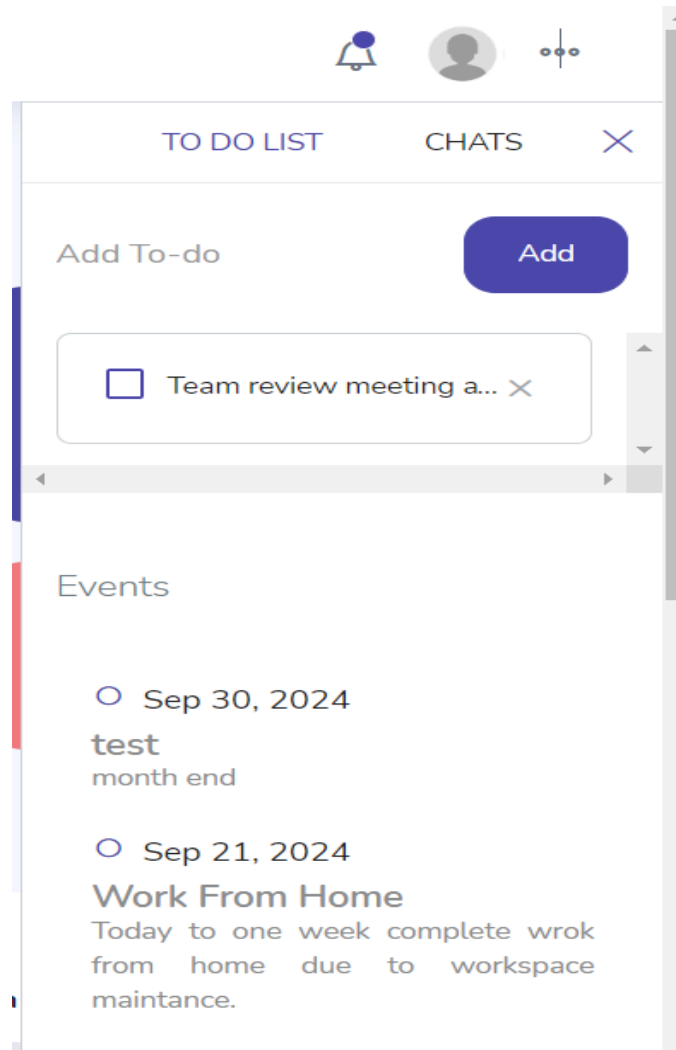 TO DO LIST CHATS
Add To-do Add
Team review meeting a...
Events
Sep 30, 2024
test
month end
Sep 21, 2024
Work From Home
Today to one week complete wrok
from home due to workspace
maintance.